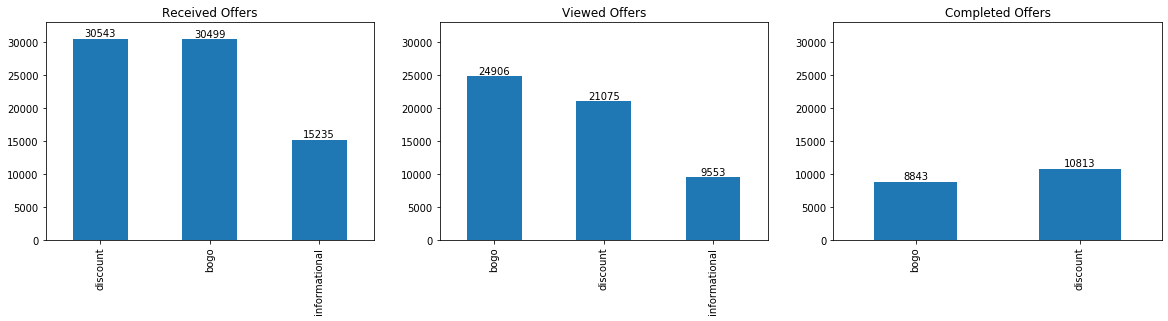 Received Offers
30000
25000
20000
15000
10000
5000
0
30543
30499
15235
discount
bogo
informational
Viewed Offers
30000
25000
20000
15000
10000
5000
0
24906
21075
9553
bogo
discount
informational
Completed Offers
30000
25000
20000
15000
10000
5000
0
8843
10813
bogo
discount